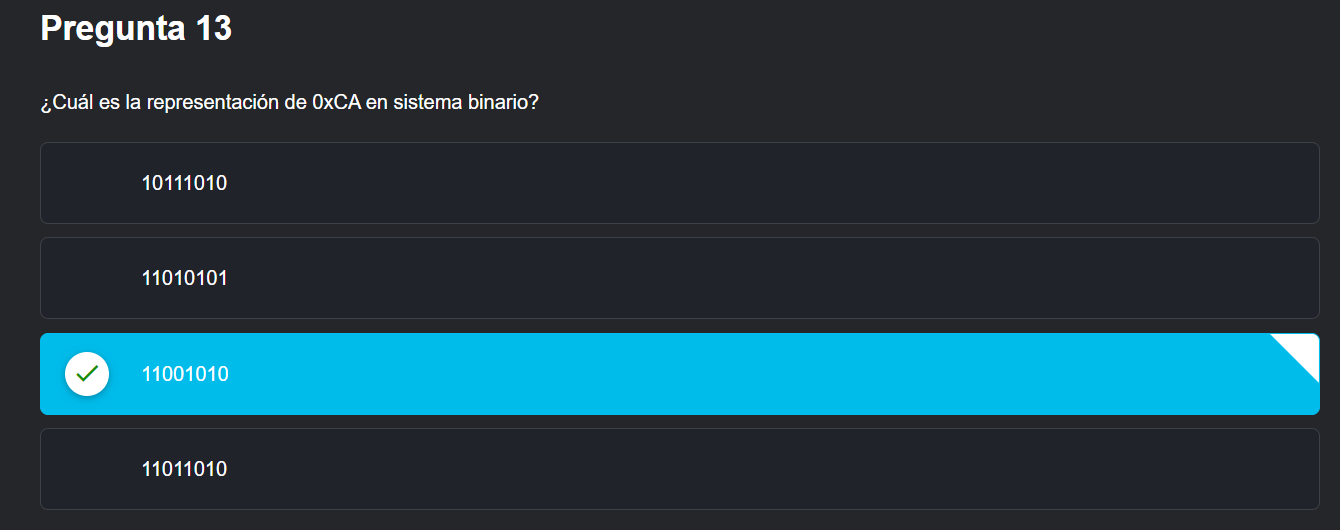 Pregunta 13
¿Cuál es la representación de 0xCA en sistema binario?
10111010
11010101
11001010
11011010